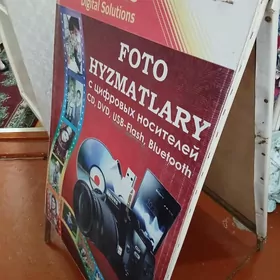 Digital Solutions
FOTO
HYZMATLARY
с цифровых носителей
CD, DVD, USB-Flash, Bluetooth